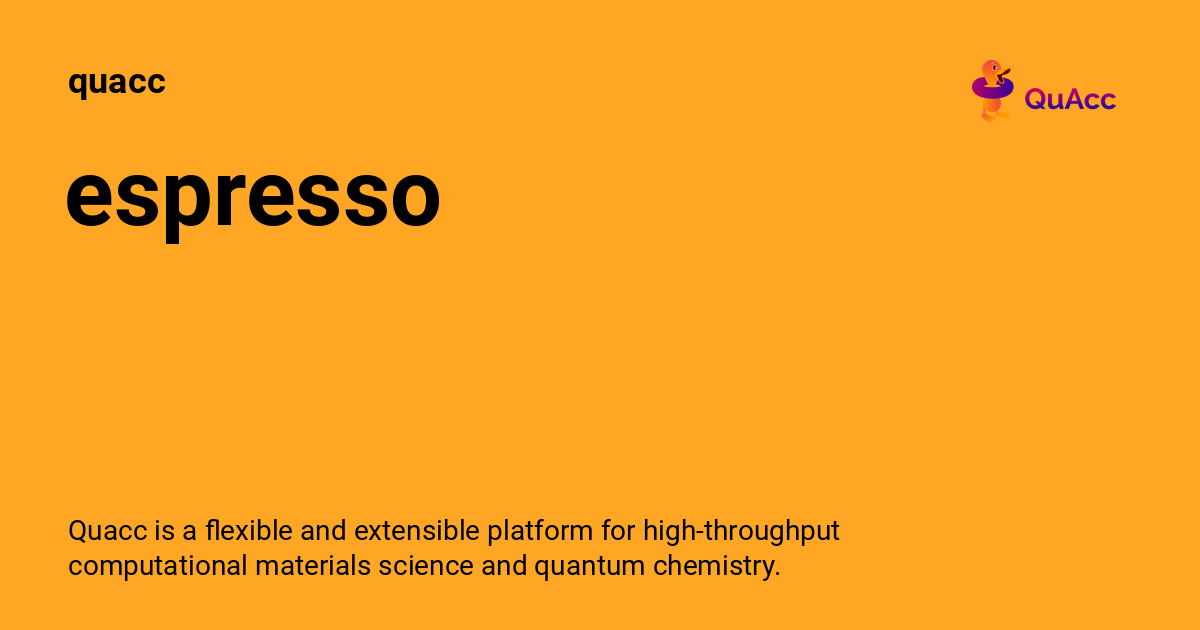 quacc
QuAcc
espresso
Quacc is a flexible and extensible platform for high-throughput
computational materials science and quantum chemistry.